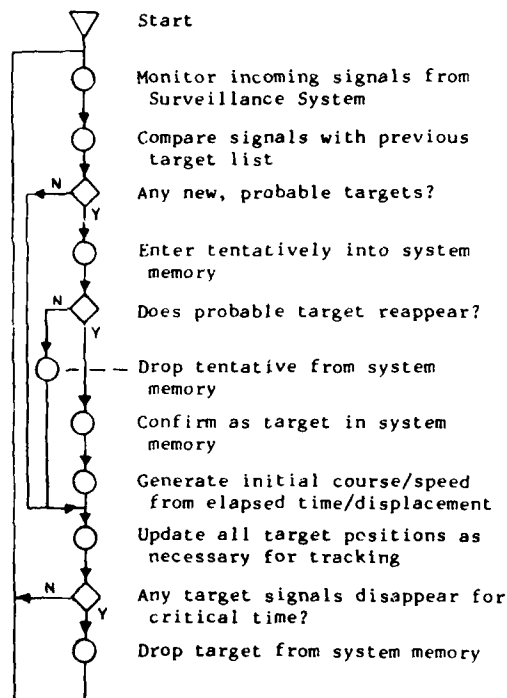 Start
Monitor incoming signals from
Surveillance System
Compare signals with previous
target list
N
Any new, probable targets?
Y
Enter tentatively into system
memory
N
Does probable target reappear?
Y
Drop tentative from system
memory
Confirm as target in system
memory
Generate initial course/speed
from elapsed time/displacement
Update all target positions as
necessary for tracking
N
Any target signals disappear for
Y
critical time?
Drop target from system memory